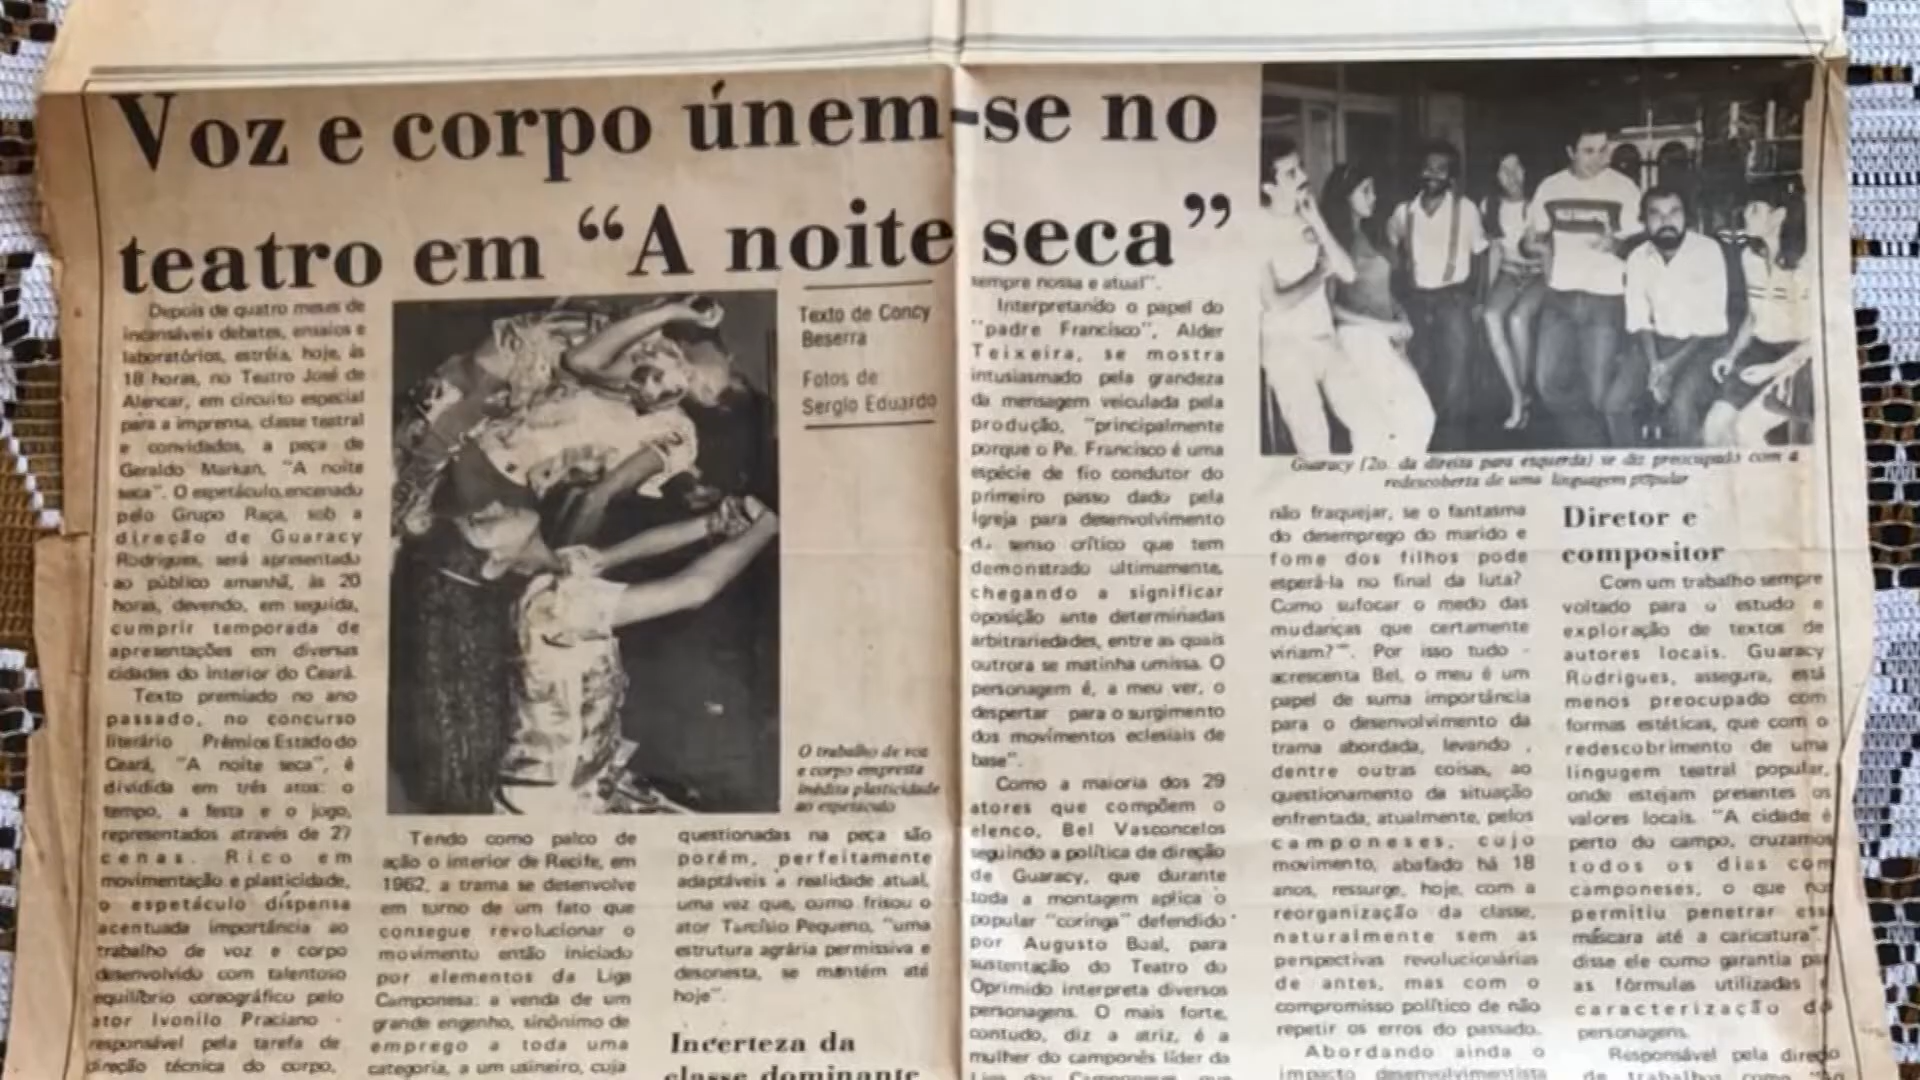 Voz e corpo únem-se no
teatro em “A noite seca”
Depois de quatro meses de
incansáveis debates, ensaios e
laboratórios, estréia, hoje, às
18 horas, no Teatro José de
Alencar, em circuito especial
para a imprensa, classe teatral
e convidados, a peça de
Geraldo Markan, "A noite
seca". O espetáculo, encenado
pelo Grupo Raça, sob a
direção de Guaracy
Rodrigues, será apresentado
ao público amanhã, às 20
horas, devendo, em seguida,
cumprir temporada de
apresentações em diversas
cidades do interior do Ceará.
Texto premiado no ano
passado, no concurso
literário Prêmios Estado do
Ceará, "A noite seca", é
dividida em três atos: o
tempo, a festa e o jogo,
representados através de 27
cenas. Rico em
movimentação e plasticidade,
o espetáculo dispensa
acentuada importância ao
trabalho de voz e corpo
desenvolvido com talentoso
equilíbrio coreográfico pelo
ator Ivonilo Praciano -
responsável pela tarefa de
direção técnica do corpo,
Texto de Concy
Beserra
Fotos de
Sergio Eduardo
O trabalho de voz
e corpo empresta
inédita plasticidade
ao espetáculo
Tendo como palco de
ação o interior de Recife, em
1962, a trama se desenvolve
em turno de um fato que
consegue revolucionar o
movimento então iniciado
por elementos da Liga
Camponesa: a venda de um
grande engenho, sinônimo de
emprego a toda uma
categoria, a um usineiro, cuja
questionadas na peça são
porém, perfeitamente
adaptáveis a realidade atual,
uma vez que, como frisou o
ator Tarcísio Pequeno, "uma
estrutura agrária permissiva e
desonesta, se mantém até
hoje".
Incerteza da
classe dominante
sempre nossa e atual".
Interpretando o papel do
"padre Francisco", Alder
Teixeira, se mostra
intusiasmado pela grandeza
da mensagem veiculada pela
produção, "principalmente
porque o Pe. Francisco é uma
espécie de fio condutor do
primeiro passo dado pela
Igreja para desenvolvimento
do senso crítico que tem
demonstrado ultimamente,
chegando a significar
oposição ante determinadas
arbitrariedades, entre as quais
outrora se matinha umissa. O
personagem é, a meu ver, o
despertar para o surgimento
dos movimentos eclesiais de
base".
Como a maioria dos 29
atores que compõem o
elenco, Bel Vasconcelos
seguindo a política de direção
de Guaracy, que durante
toda a montagem aplica o
popular "coringa" defendido
por Augusto Boal, para
sustentação do Teatro do
Oprimido interpreta diversos
personagens. O mais forte,
contudo, diz a atriz, é a
mulher do camponês líder da
Liga dos Camponeses, que
Guaracy (2o. da direita para esquerda) se diz preocupado com a
redescoberta de uma linguagem popular
não fraquejar, se o fantasma
do desemprego do marido e
fome dos filhos pode
esperá-la no final da luta?
Como sufocar o medo das
mudanças que certamente
viriam?". Por isso tudo -
acrescenta Bel, o meu é um
papel de suma importância
para o desenvolvimento da
trama abordada, levando ,
dentre outras coisas, ao
questionamento da situação
enfrentada, atualmente, pelos
camponeses, cujo
movimento, abafado há 18
anos, ressurge, hoje, com a
reorganização da classe,
naturalmente sem as
perspectivas revolucionárias
de antes, mas com o
compromisso político de não
repetir os erros do passado.
Abordando ainda o
impacto desenvolvimentista
Diretor e
compositor
Com um trabalho sempre
voltado para o estudo e
exploração de textos de
autores locais. Guaracy
Rodrigues, assegura, está
menos preocupado com
formas estéticas, que com o
redescobrimento de uma
lingugem teatral popular,
onde estejam presentes os
valores locais. "A cidade é
perto do campo, cruzamos
todos os dias com
camponeses, o que nos
permitiu penetrar essa
máscara até a caricatura".
disse ele como garantia
as fórmulas utilizadas
caracterização
personagens.
Responsável pela direção
de trabalhos como